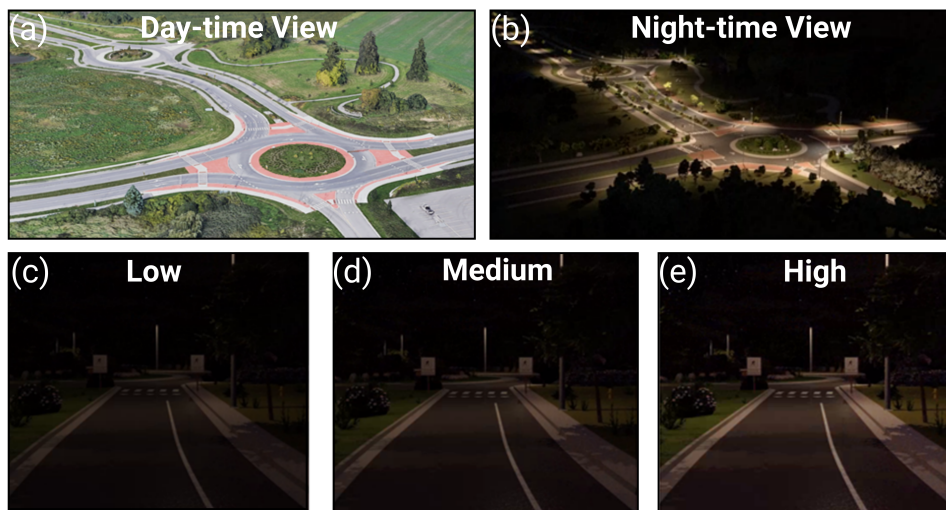 (a) Day-time View
(b) Night-time View
(c) Low
(d) Medium
(e) High